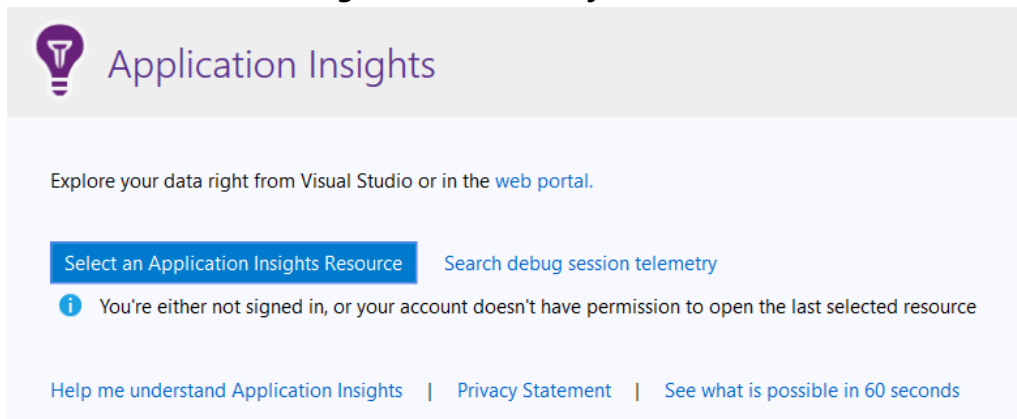 Application Insights
Explore your data right from Visual Studio or in the web portal.
Select an Application Insights Resource Search debug session telemetry
You're either not signed in, or your account doesn't have permission to open the last selected resource
Help me understand Application Insights | Privacy Statement | See what is possible in 60 seconds